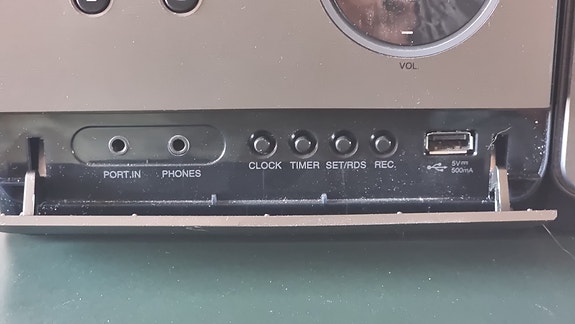 VOL.
PORT.IN PHONES CLOCK TIMER SET/RDS REC.
5V
500mA